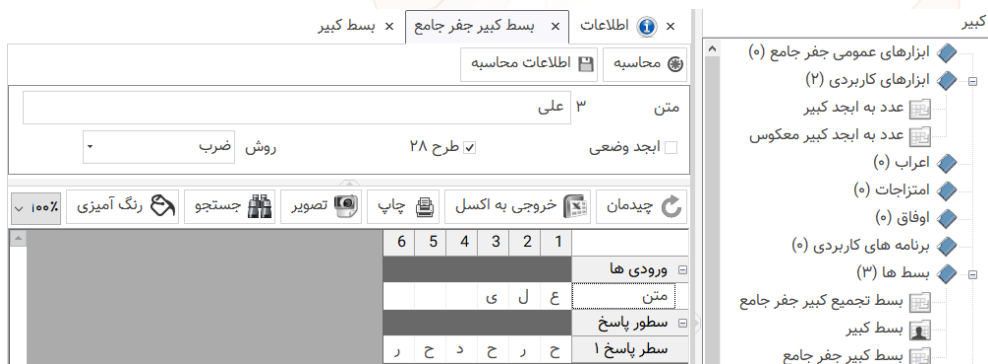 کبیر
ابزارهای عمومی جفر جامع (۰)
ابزارهای کاربردی (۲)
عدد به ابجد کبیر
عدد به ابجد کبیر معکوس
اعراب (۰)
امتزاجات (۰)
اوفاق (۰)
برنامه های کاربردی (۰)
بسط ها (۳)
بسط تجمیع کبیر جفر جامع
بسط کبیر
بسط کبیر جفر جامع
× اطلاعات × بسط کبیر جفر جامع × بسط کبیر
محاسبه اطلاعات محاسبه
متن ۳ علی
ابجد وضعی طرح ۲۸ روش ضرب
چیدمان خروجی به اکسل چاپ تصویر جستجو رنگ آمیزی ۱۰۰٪
1 2 3 4 5 6
ورودی ها
متن ع ل ی
سطور پاسخ
سطر پاسخ ۱ ح ر ح د ح ر